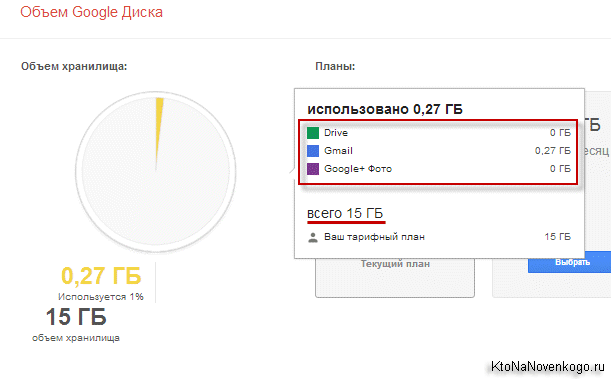 Объем Google Диска
Объем хранилища:
Планы:
использовано 0,27 ГБ
Drive 0 ГБ
Gmail 0,27 ГБ
Google+ Фото 0 ГБ
всего 15 ГБ
Ваш тарифный план 15 ГБ
ГБ
есяц
Текущий план
Выбрать
0,27 ГБ
Используется 1%
15 ГБ
объем хранилища
KtoNaNovenkogo.ru